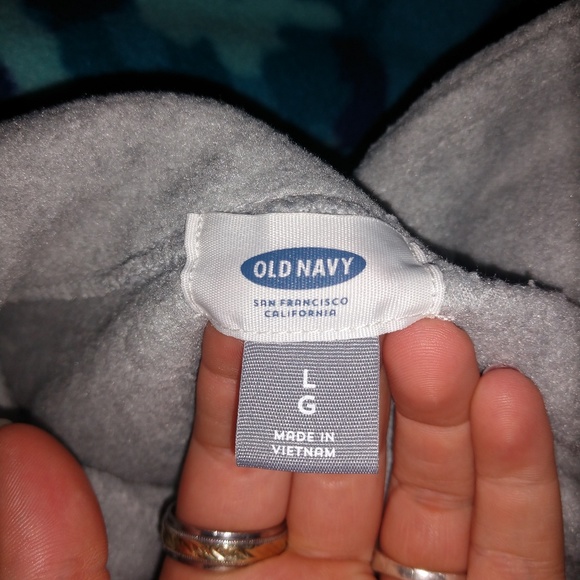 OLD NAVY
SAN FRANCISCO
CALIFORNIA
L
G
MADE IN
VIETNAM